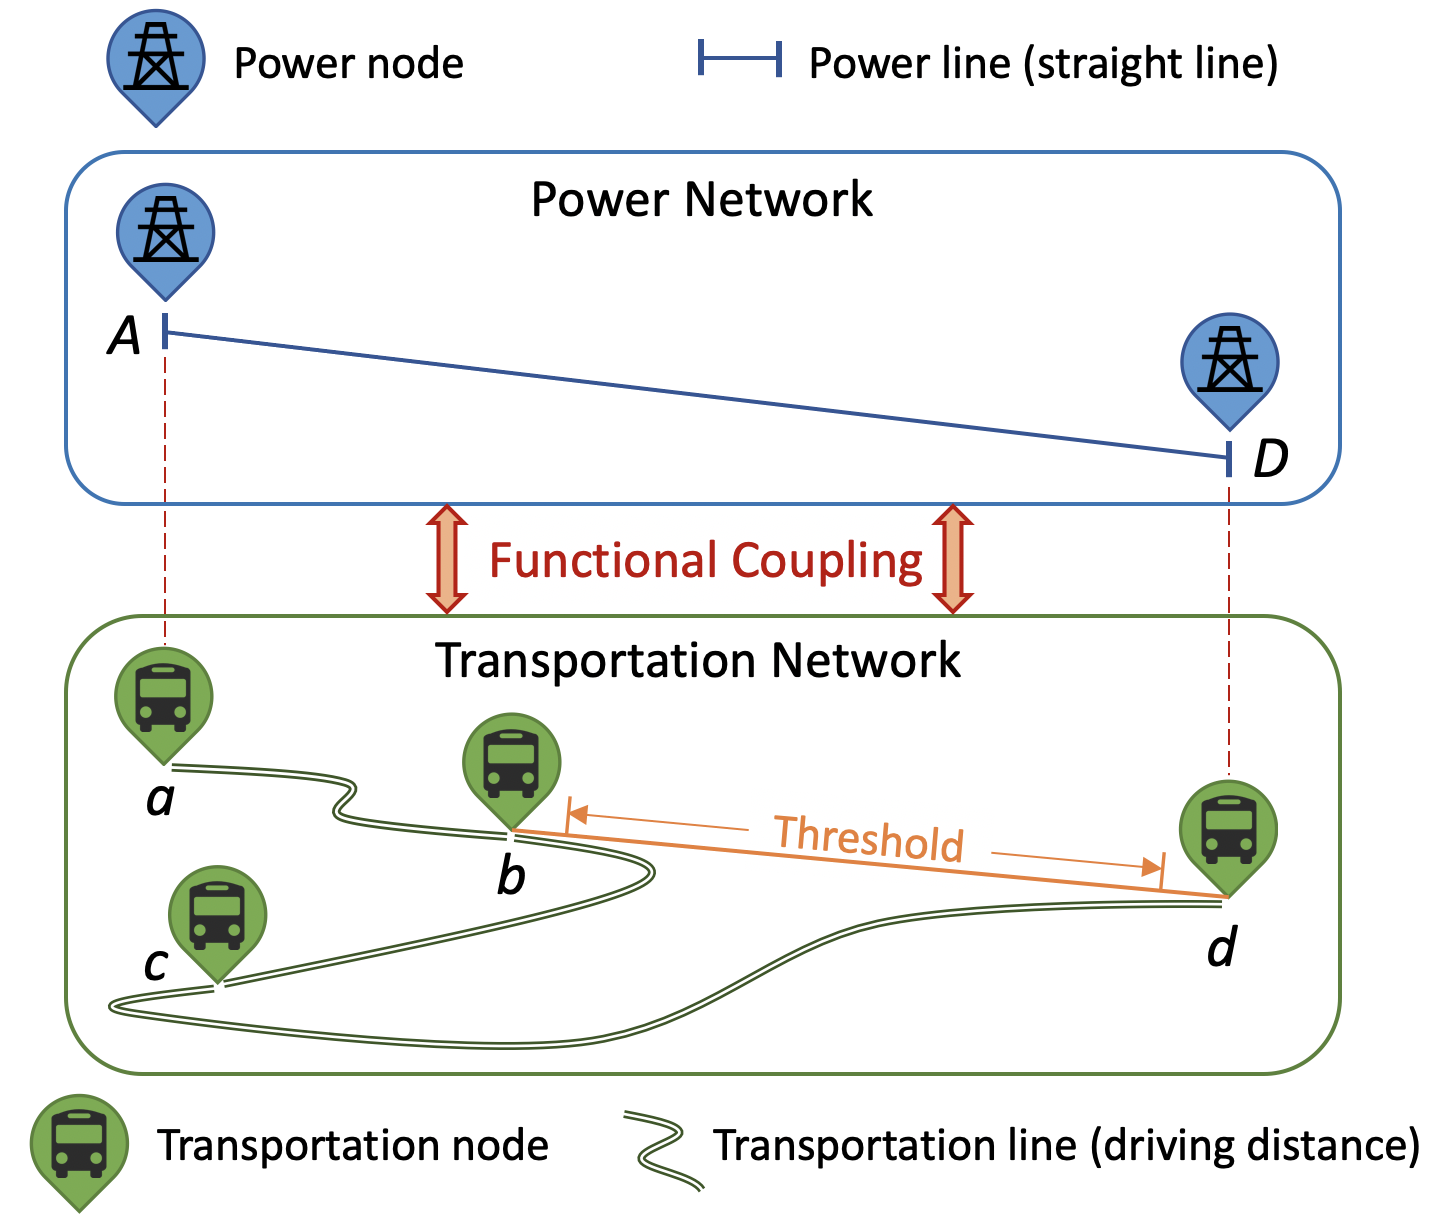 Power node
Power line (straight line)
Power Network
A
D
Functional Coupling
Transportation Network
a
b
Threshold
c
d
Transportation node
Transportation line (driving distance)